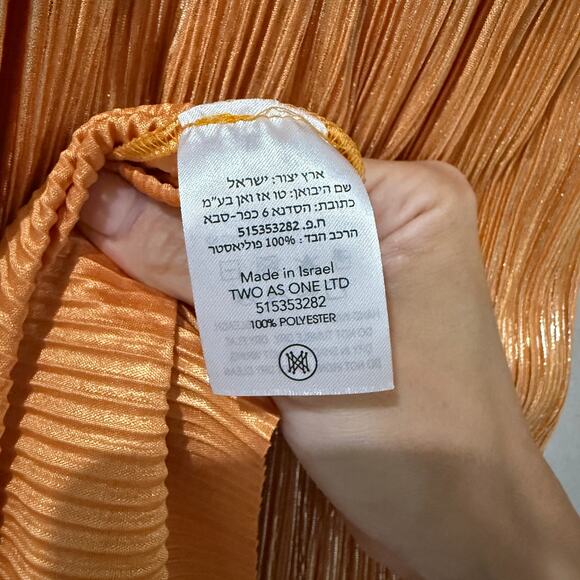 ארץ יצור: ישראל
שם היבואן: טו אז וואן בע"מ
כתובת: הסדנא 6 כפר-סבא
ח.פ. 515353282
הרכב הבד: 100% פוליאסטר
Made in Israel
TWO AS ONE LTD
515353282
100% POLYESTER